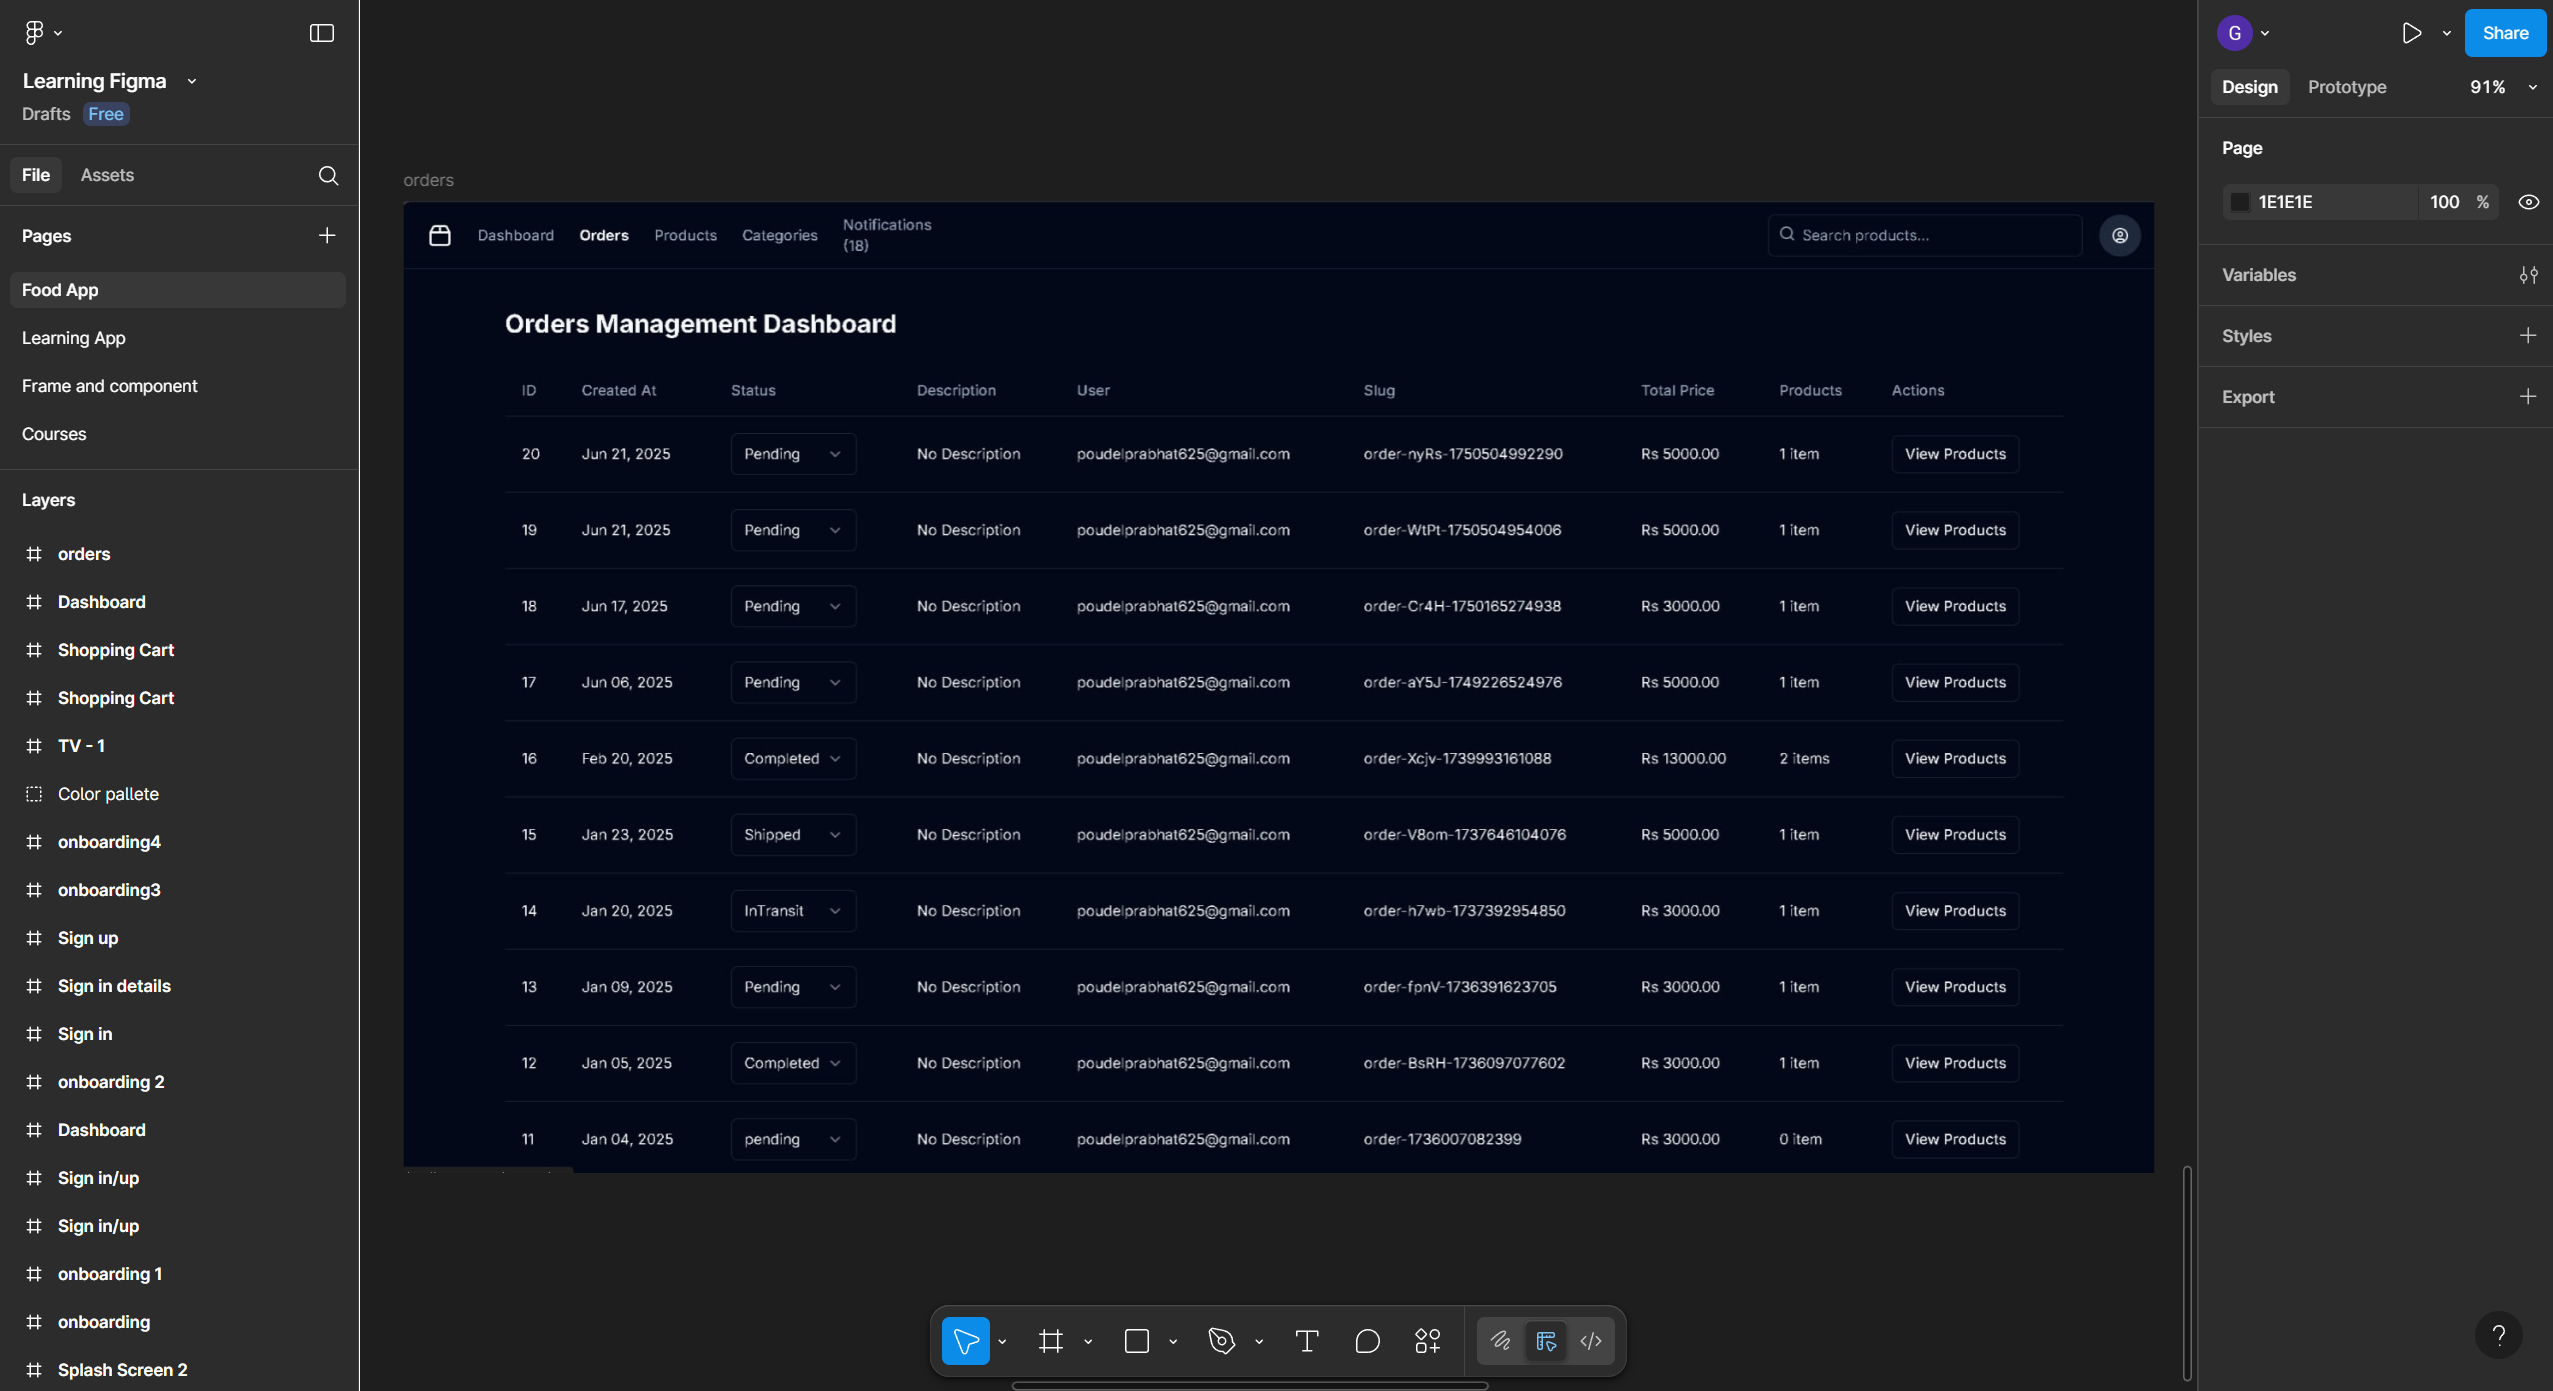 Learning Figma
Drafts Free
File Assets
Pages
Food App
Learning App
Frame and component
Courses
Layers
orders
Dashboard
Shopping Cart
Shopping Cart
TV - 1
Color pallete
onboarding4
onboarding3
Sign up
Sign in details
Sign in
onboarding 2
Dashboard
Sign in/up
Sign in/up
onboarding 1
onboarding
Splash Screen 2
orders
Dashboard Orders Products Categories Notifications (18) Search products...
Orders Management Dashboard
ID Created At Status Description User Slug Total Price Products Actions
20 Jun 21, 2025 Pending No Description poudelprabhat625@gmail.com order-nyRs-1750504992290 Rs 5000.00 1 item View Products
19 Jun 21, 2025 Pending No Description poudelprabhat625@gmail.com order-WtPt-1750504954006 Rs 5000.00 1 item View Products
18 Jun 17, 2025 Pending No Description poudelprabhat625@gmail.com order-Cr4H-1750165274938 Rs 3000.00 1 item View Products
17 Jun 06, 2025 Pending No Description poudelprabhat625@gmail.com order-aY5J-1749226524976 Rs 5000.00 1 item View Products
16 Feb 20, 2025 Completed No Description poudelprabhat625@gmail.com order-Xcjv-1739993161088 Rs 13000.00 2 items View Products
15 Jan 23, 2025 Shipped No Description poudelprabhat625@gmail.com order-V8om-1737646104076 Rs 5000.00 1 item View Products
14 Jan 20, 2025 InTransit No Description poudelprabhat625@gmail.com order-h7wb-1737392954850 Rs 3000.00 1 item View Products
13 Jan 09, 2025 Pending No Description poudelprabhat625@gmail.com order-fpnV-1736391623705 Rs 3000.00 1 item View Products
12 Jan 05, 2025 Completed No Description poudelprabhat625@gmail.com order-BsRH-1736097077602 Rs 3000.00 1 item View Products
11 Jan 04, 2025 pending No Description poudelprabhat625@gmail.com order-1736007082399 Rs 3000.00 0 item View Products
G Share
Design Prototype 91%
Page
1E1E1E 100 %
Variables
Styles
Export
?